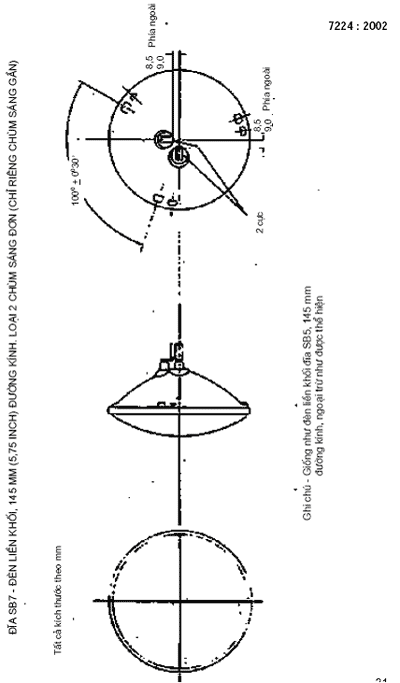 7224 : 2002
ĐĨA SB7 - ĐÈN LIỀN KHỐI, 145 MM (5,75 INCH) ĐƯỜNG KÍNH, LOẠI 2 CHÙM SÁNG ĐƠN (CHỈ RIÊNG CHÙM SÁNG GẦN)
Tất cả kích thước theo mm
100º ± 0º30'
8,5
9,0
Phía ngoài
8,5
9,0
Phía ngoài
2 cực
Ghi chú - Giống như đèn liền khối đĩa SB5, 145 mm
đường kính, ngoại trừ như được thể hiện